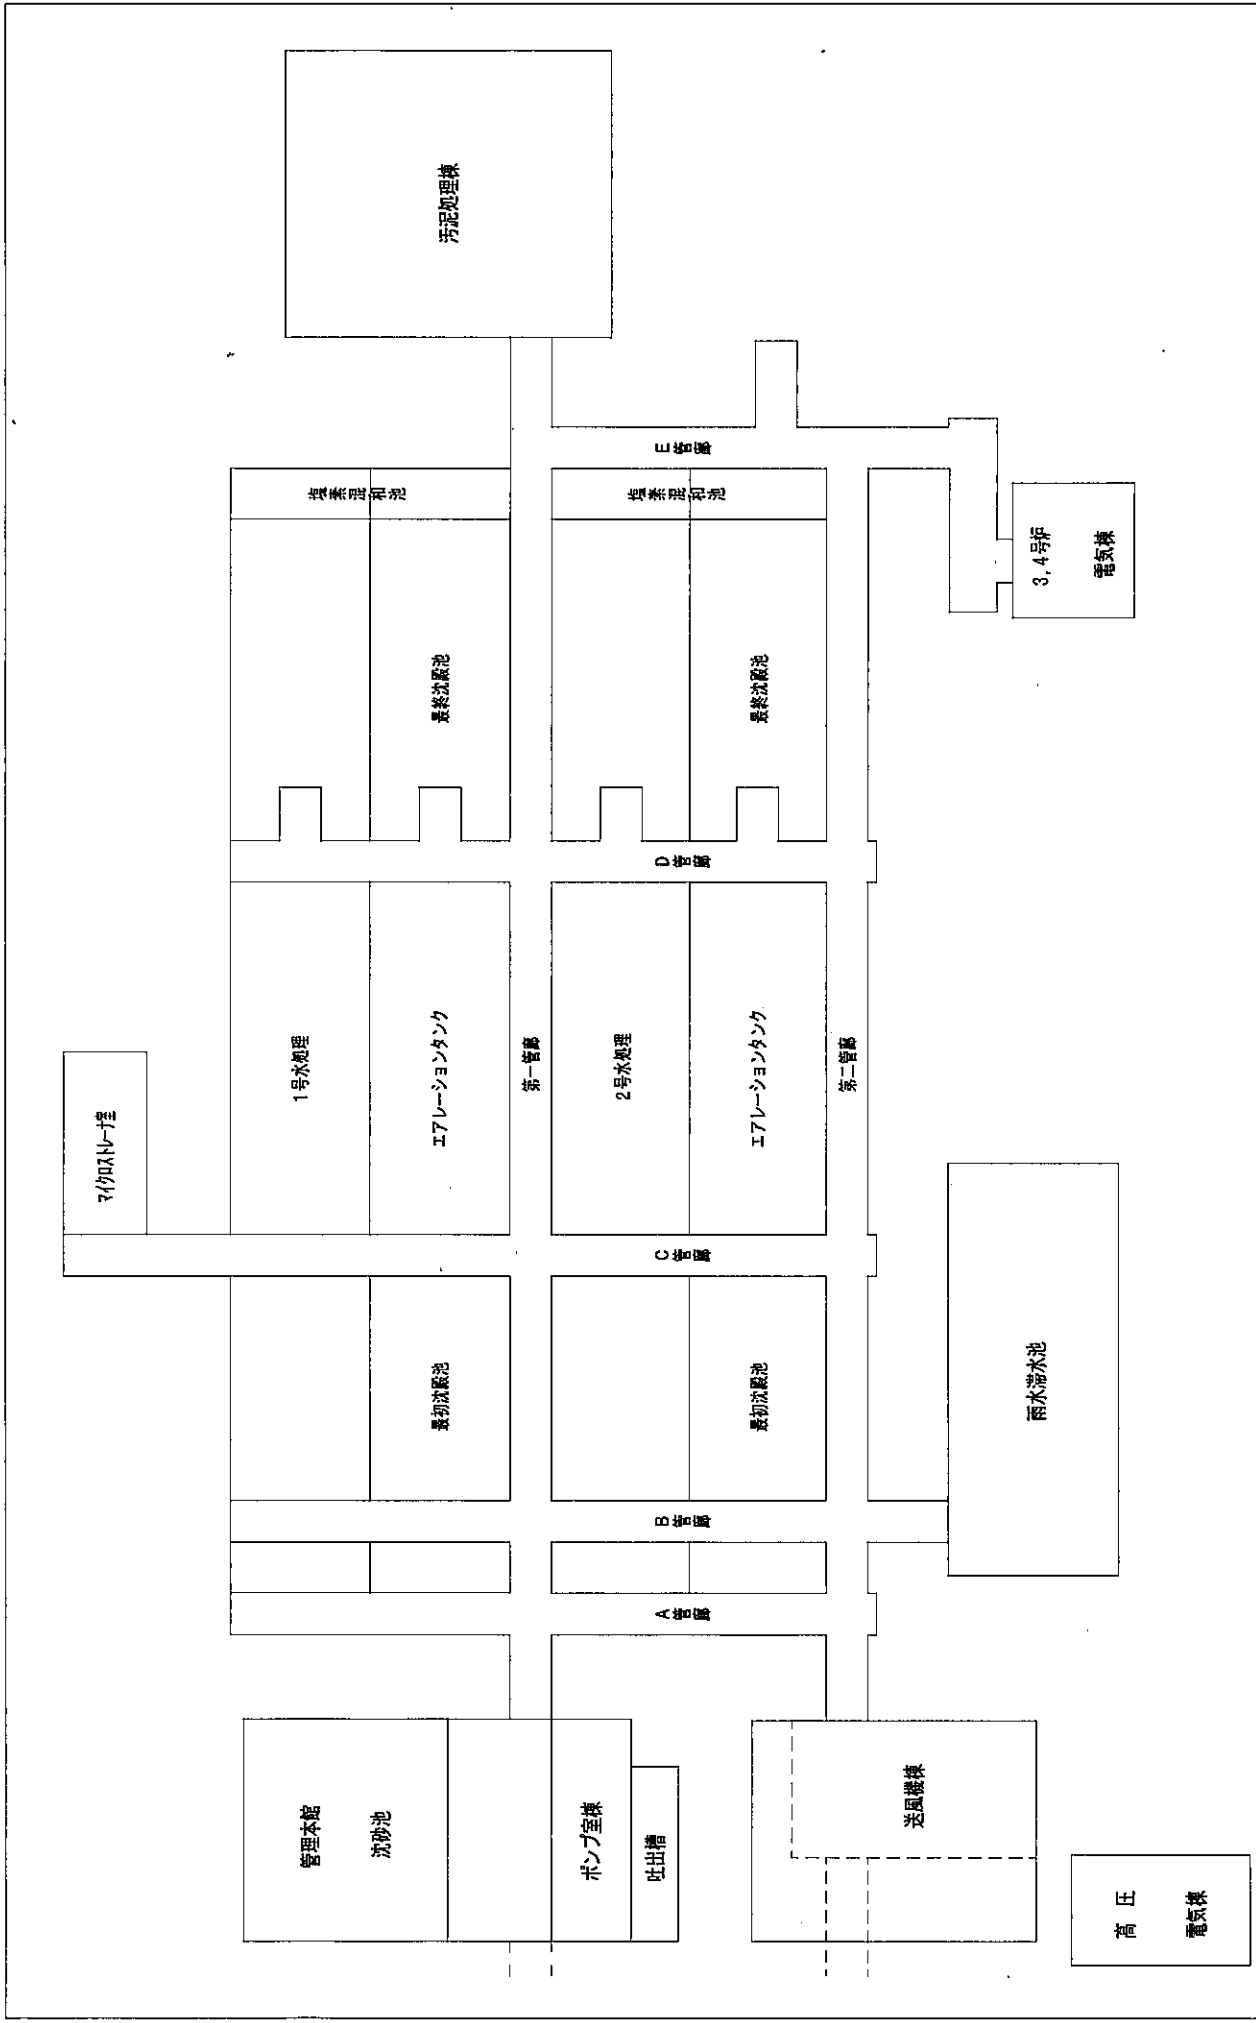 マイクロストレーナ室
管理本館
沈砂池
ポンプ室棟
吐出槽
1号水処理
最初沈殿池
エアレーションタンク
最終沈殿池
塩素混和池
汚泥処理棟
第一管廊
2号水処理
最初沈殿池
エアレーションタンク
最終沈殿池
塩素混和池
A管廊
B管廊
C管廊
D管廊
E管廊
第二管廊
送風機棟
雨水滞水池
3,4号炉
電気棟
高圧
電気棟